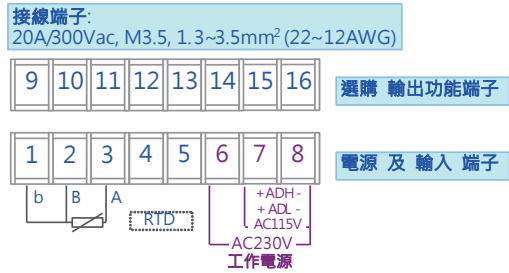 接線端子:
20A/300Vac, M3.5, 1.3~3.5mm² (22~12AWG)
9 10 11 12 13 14 15 16
選購 輸出功能端子
1 2 3 4 5 6 7 8
電源 及 輸入 端子
b B A
RTD
+ADH-
+ADL-
AC115V
AC230V
工作電源